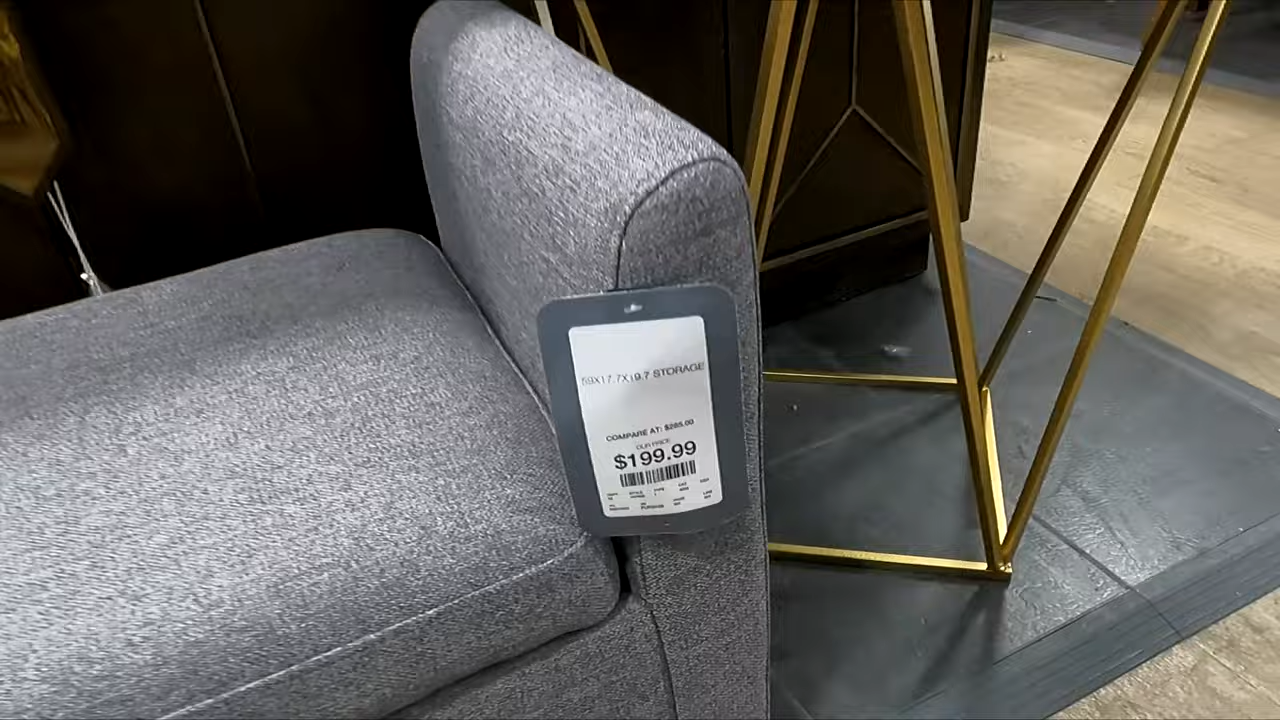 59X17.7X19.7 STORAGE
COMPARE AT: $285.00
OUR PRICE
$199.99